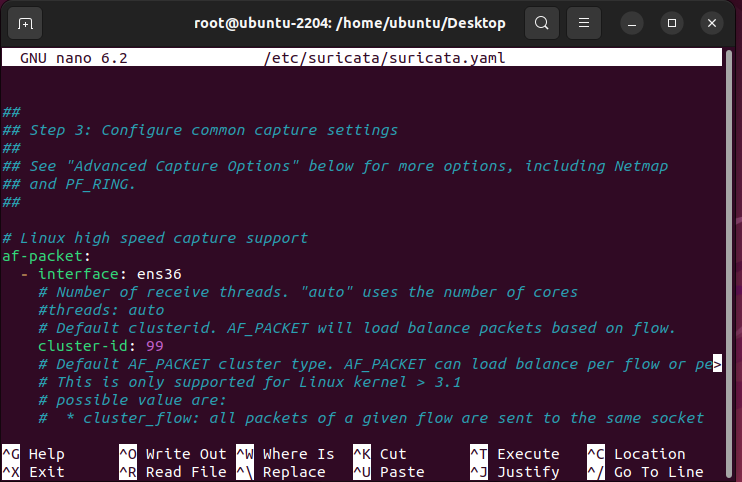 root@ubuntu-2204: /home/ubuntu/Desktop
GNU nano 6.2 /etc/suricata/suricata.yaml
##
## Step 3: Configure common capture settings
##
## See "Advanced Capture Options" below for more options, including Netmap
## and PF_RING.
##
# Linux high speed capture support
af-packet:
- interface: ens36
# Number of receive threads. "auto" uses the number of cores
#threads: auto
# Default clusterid. AF_PACKET will load balance packets based on flow.
cluster-id: 99
# Default AF_PACKET cluster type. AF_PACKET can load balance per flow or pe>
# This is only supported for Linux kernel > 3.1
# possible value are:
#  * cluster_flow: all packets of a given flow are sent to the same socket
^G Help ^O Write Out ^W Where Is ^K Cut ^T Execute ^C Location
^X Exit ^R Read File ^\ Replace ^U Paste ^J Justify ^/ Go To Line